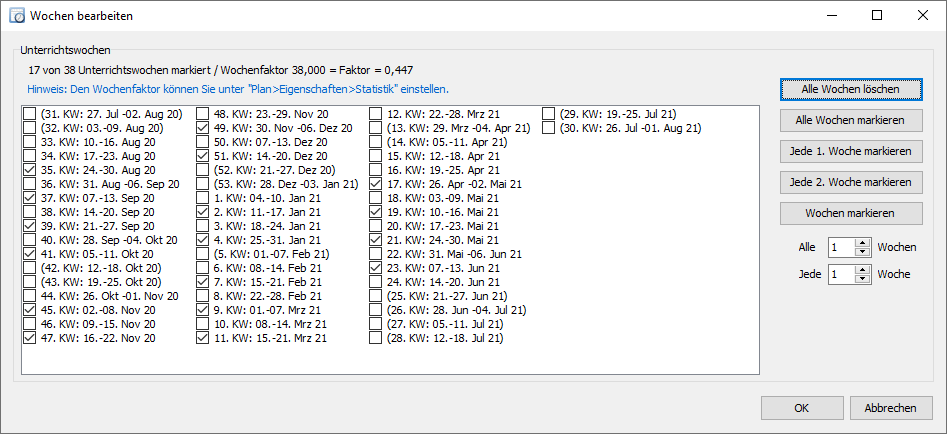 Wochen bearbeiten
Unterrichtswochen
17 von 38 Unterrichtswochen markiert / Wochenfaktor 38,000 = Faktor = 0,447
Hinweis: Den Wochenfaktor können Sie unter "Plan>Eigenschaften>Statistik" einstellen.
(31. KW: 27. Jul -02. Aug 20)
(32. KW: 03.-09. Aug 20)
33. KW: 10.-16. Aug 20
34. KW: 17.-23. Aug 20
35. KW: 24.-30. Aug 20
36. KW: 31. Aug -06. Sep 20
37. KW: 07.-13. Sep 20
38. KW: 14.-20. Sep 20
39. KW: 21.-27. Sep 20
40. KW: 28. Sep -04. Okt 20
41. KW: 05.-11. Okt 20
(42. KW: 12.-18. Okt 20)
(43. KW: 19.-25. Okt 20)
44. KW: 26. Okt -01. Nov 20
45. KW: 02.-08. Nov 20
46. KW: 09.-15. Nov 20
47. KW: 16.-22. Nov 20
48. KW: 23.-29. Nov 20
49. KW: 30. Nov -06. Dez 20
50. KW: 07.-13. Dez 20
51. KW: 14.-20. Dez 20
(52. KW: 21.-27. Dez 20)
(53. KW: 28. Dez -03. Jan 21)
1. KW: 04.-10. Jan 21
2. KW: 11.-17. Jan 21
3. KW: 18.-24. Jan 21
4. KW: 25.-31. Jan 21
(5. KW: 01.-07. Feb 21)
6. KW: 08.-14. Feb 21
7. KW: 15.-21. Feb 21
8. KW: 22.-28. Feb 21
9. KW: 01.-07. Mrz 21
10. KW: 08.-14. Mrz 21
11. KW: 15.-21. Mrz 21
12. KW: 22.-28. Mrz 21
(13. KW: 29. Mrz -04. Apr 21)
(14. KW: 05.-11. Apr 21)
15. KW: 12.-18. Apr 21
16. KW: 19.-25. Apr 21
17. KW: 26. Apr -02. Mai 21
18. KW: 03.-09. Mai 21
19. KW: 10.-16. Mai 21
20. KW: 17.-23. Mai 21
21. KW: 24.-30. Mai 21
22. KW: 31. Mai -06. Jun 21
23. KW: 07.-13. Jun 21
24. KW: 14.-20. Jun 21
(25. KW: 21.-27. Jun 21)
(26. KW: 28. Jun -04. Jul 21)
(27. KW: 05.-11. Jul 21)
(28. KW: 12.-18. Jul 21)
(29. KW: 19.-25. Jul 21)
(30. KW: 26. Jul -01. Aug 21)
Alle Wochen löschen
Alle Wochen markieren
Jede 1. Woche markieren
Jede 2. Woche markieren
Wochen markieren
Alle 1 Wochen
Jede 1 Woche
OK
Abbrechen